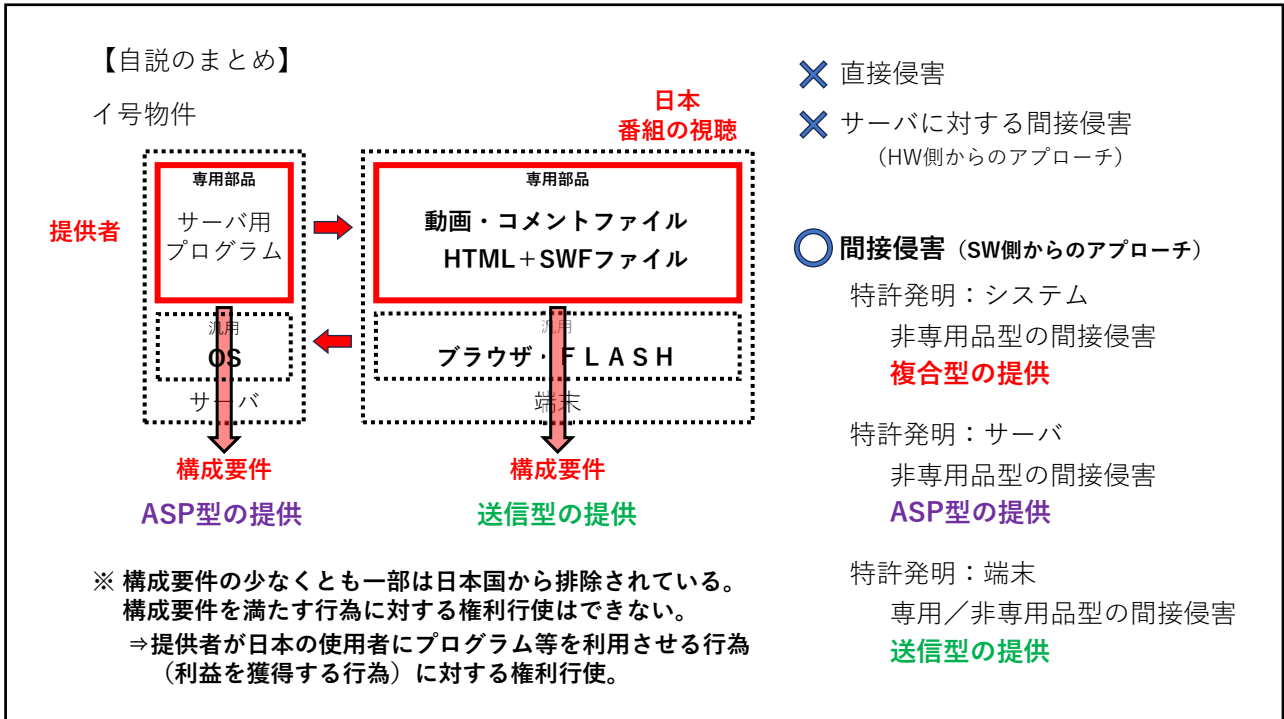 【自説のまとめ】
イ号物件
日本
番組の視聴
提供者
専用部品
サーバ用
プログラム
汎用
OS
サーバ
構成要件
ASP型の提供
専用部品
動画・コメントファイル
HTML+SWFファイル
汎用
ブラウザ・FLASH
端末
構成要件
送信型の提供
※ 構成要件の少なくとも一部は日本国から排除されている。
構成要件を満たす行為に対する権利行使はできない。
⇒提供者が日本の使用者にプログラム等を利用させる行為
（利益を獲得する行為）に対する権利行使。
直接侵害
サーバに対する間接侵害
（HW側からのアプローチ）
間接侵害（SW側からのアプローチ）
特許発明：システム
非専用品型の間接侵害
複合型の提供
特許発明：サーバ
非専用品型の間接侵害
ASP型の提供
特許発明：端末
専用／非専用品型の間接侵害
送信型の提供